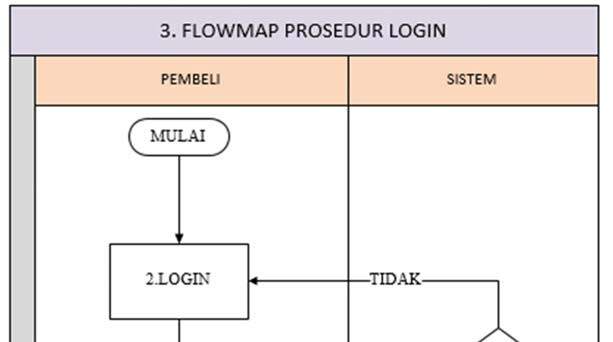 3. FLOWMAP PROSEDUR LOGIN
PEMBELI
SISTEM
MULAI
2.LOGIN
TIDAK